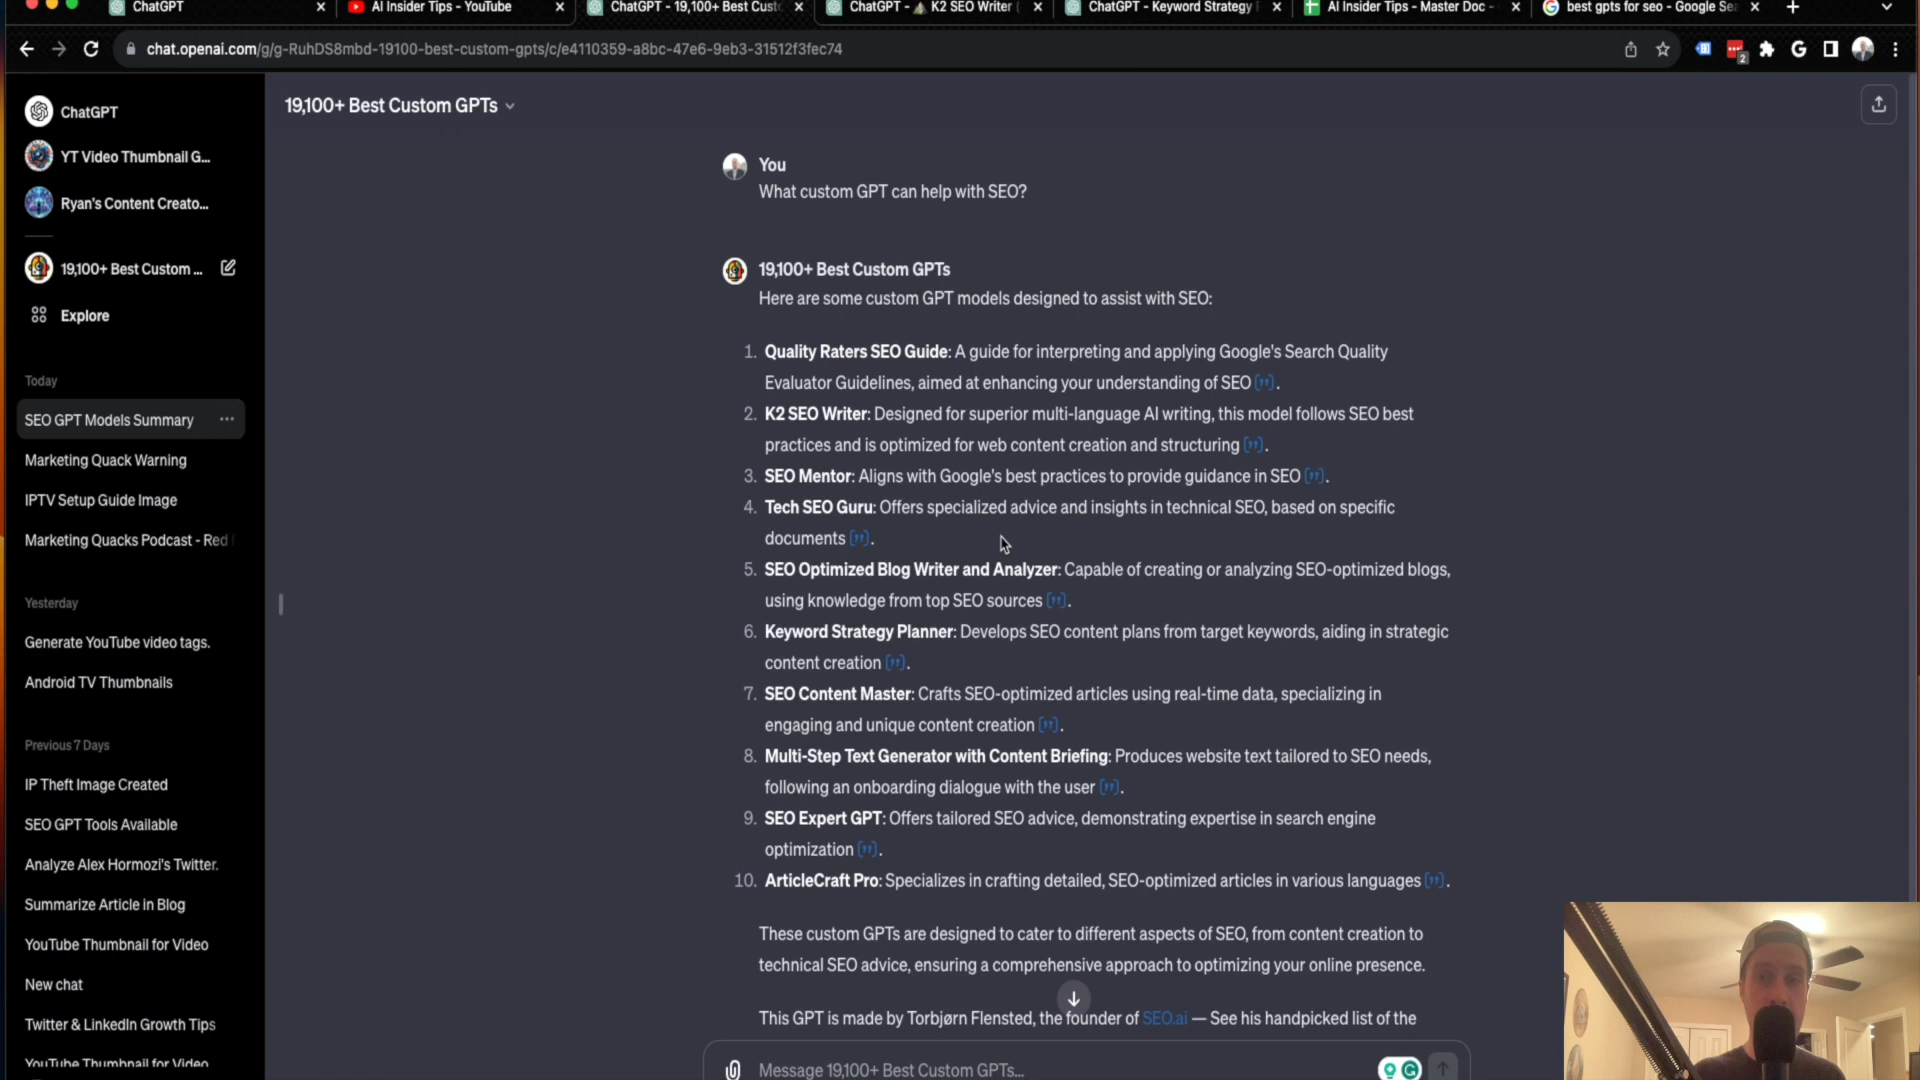 ChatGPT
AI Insider Tips - YouTube
ChatGPT - 19,100+ Best Cust
ChatGPT - K2 SEO Writer
ChatGPT - Keyword Strategy
AI Insider Tips - Master Doc -
best gpts for seo - Google Se
chat.openai.com/g/g-RuhDS8mbd-19100-best-custom-gpts/c/e4110359-a8bc-47e6-9eb3-31512f3fec74
2
ChatGPT
YT Video Thumbnail G...
Ryan's Content Creato...
19,100+ Best Custom ...
Explore
Today
SEO GPT Models Summary
Marketing Quack Warning
IPTV Setup Guide Image
Marketing Quacks Podcast - Red
Yesterday
Generate YouTube video tags.
Android TV Thumbnails
Previous 7 Days
IP Theft Image Created
SEO GPT Tools Available
Analyze Alex Hormozi's Twitter.
Summarize Article in Blog
YouTube Thumbnail for Video
New chat
Twitter & LinkedIn Growth Tips
YouTube Thumbnail for Video
19,100+ Best Custom GPTs
You
What custom GPT can help with SEO?
19,100+ Best Custom GPTs
Here are some custom GPT models designed to assist with SEO:
1. Quality Raters SEO Guide: A guide for interpreting and applying Google's Search Quality
Evaluator Guidelines, aimed at enhancing your understanding of SEO ["].
2. K2 SEO Writer: Designed for superior multi-language AI writing, this model follows SEO best
practices and is optimized for web content creation and structuring ["].
3. SEO Mentor: Aligns with Google's best practices to provide guidance in SEO ["].
4. Tech SEO Guru: Offers specialized advice and insights in technical SEO, based on specific
documents ["].
5. SEO Optimized Blog Writer and Analyzer: Capable of creating or analyzing SEO-optimized blogs,
using knowledge from top SEO sources ["].
6. Keyword Strategy Planner: Develops SEO content plans from target keywords, aiding in strategic
content creation ["].
7. SEO Content Master: Crafts SEO-optimized articles using real-time data, specializing in
engaging and unique content creation ["].
8. Multi-Step Text Generator with Content Briefing: Produces website text tailored to SEO needs,
following an onboarding dialogue with the user ["].
9. SEO Expert GPT: Offers tailored SEO advice, demonstrating expertise in search engine
optimization ["].
10. ArticleCraft Pro: Specializes in crafting detailed, SEO-optimized articles in various languages ["].
These custom GPTs are designed to cater to different aspects of SEO, from content creation to
technical SEO advice, ensuring a comprehensive approach to optimizing your online presence.
This GPT is made by Torbjørn Flensted, the founder of SEO.ai — See his handpicked list of the
Message 19,100+ Best Custom GPTs...